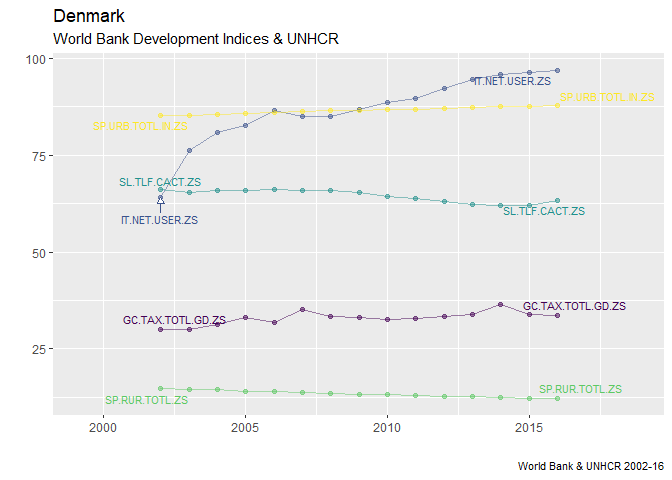 Denmark
World Bank Development Indices & UNHCR
100
75
50
25
IT.NET.USER.ZS
SP.URB.TOTL.IN.ZS
SP.URB.TOTL.IN.ZS
SL.TLF.CACT.ZS
SL.TLF.CACT.ZS
IT.NET.USER.ZS
GC.TAX.TOTL.GD.ZS
GC.TAX.TOTL.GD.ZS
SP.RUR.TOTL.ZS
SP.RUR.TOTL.ZS
2000 2005 2010 2015
World Bank & UNHCR 2002-16